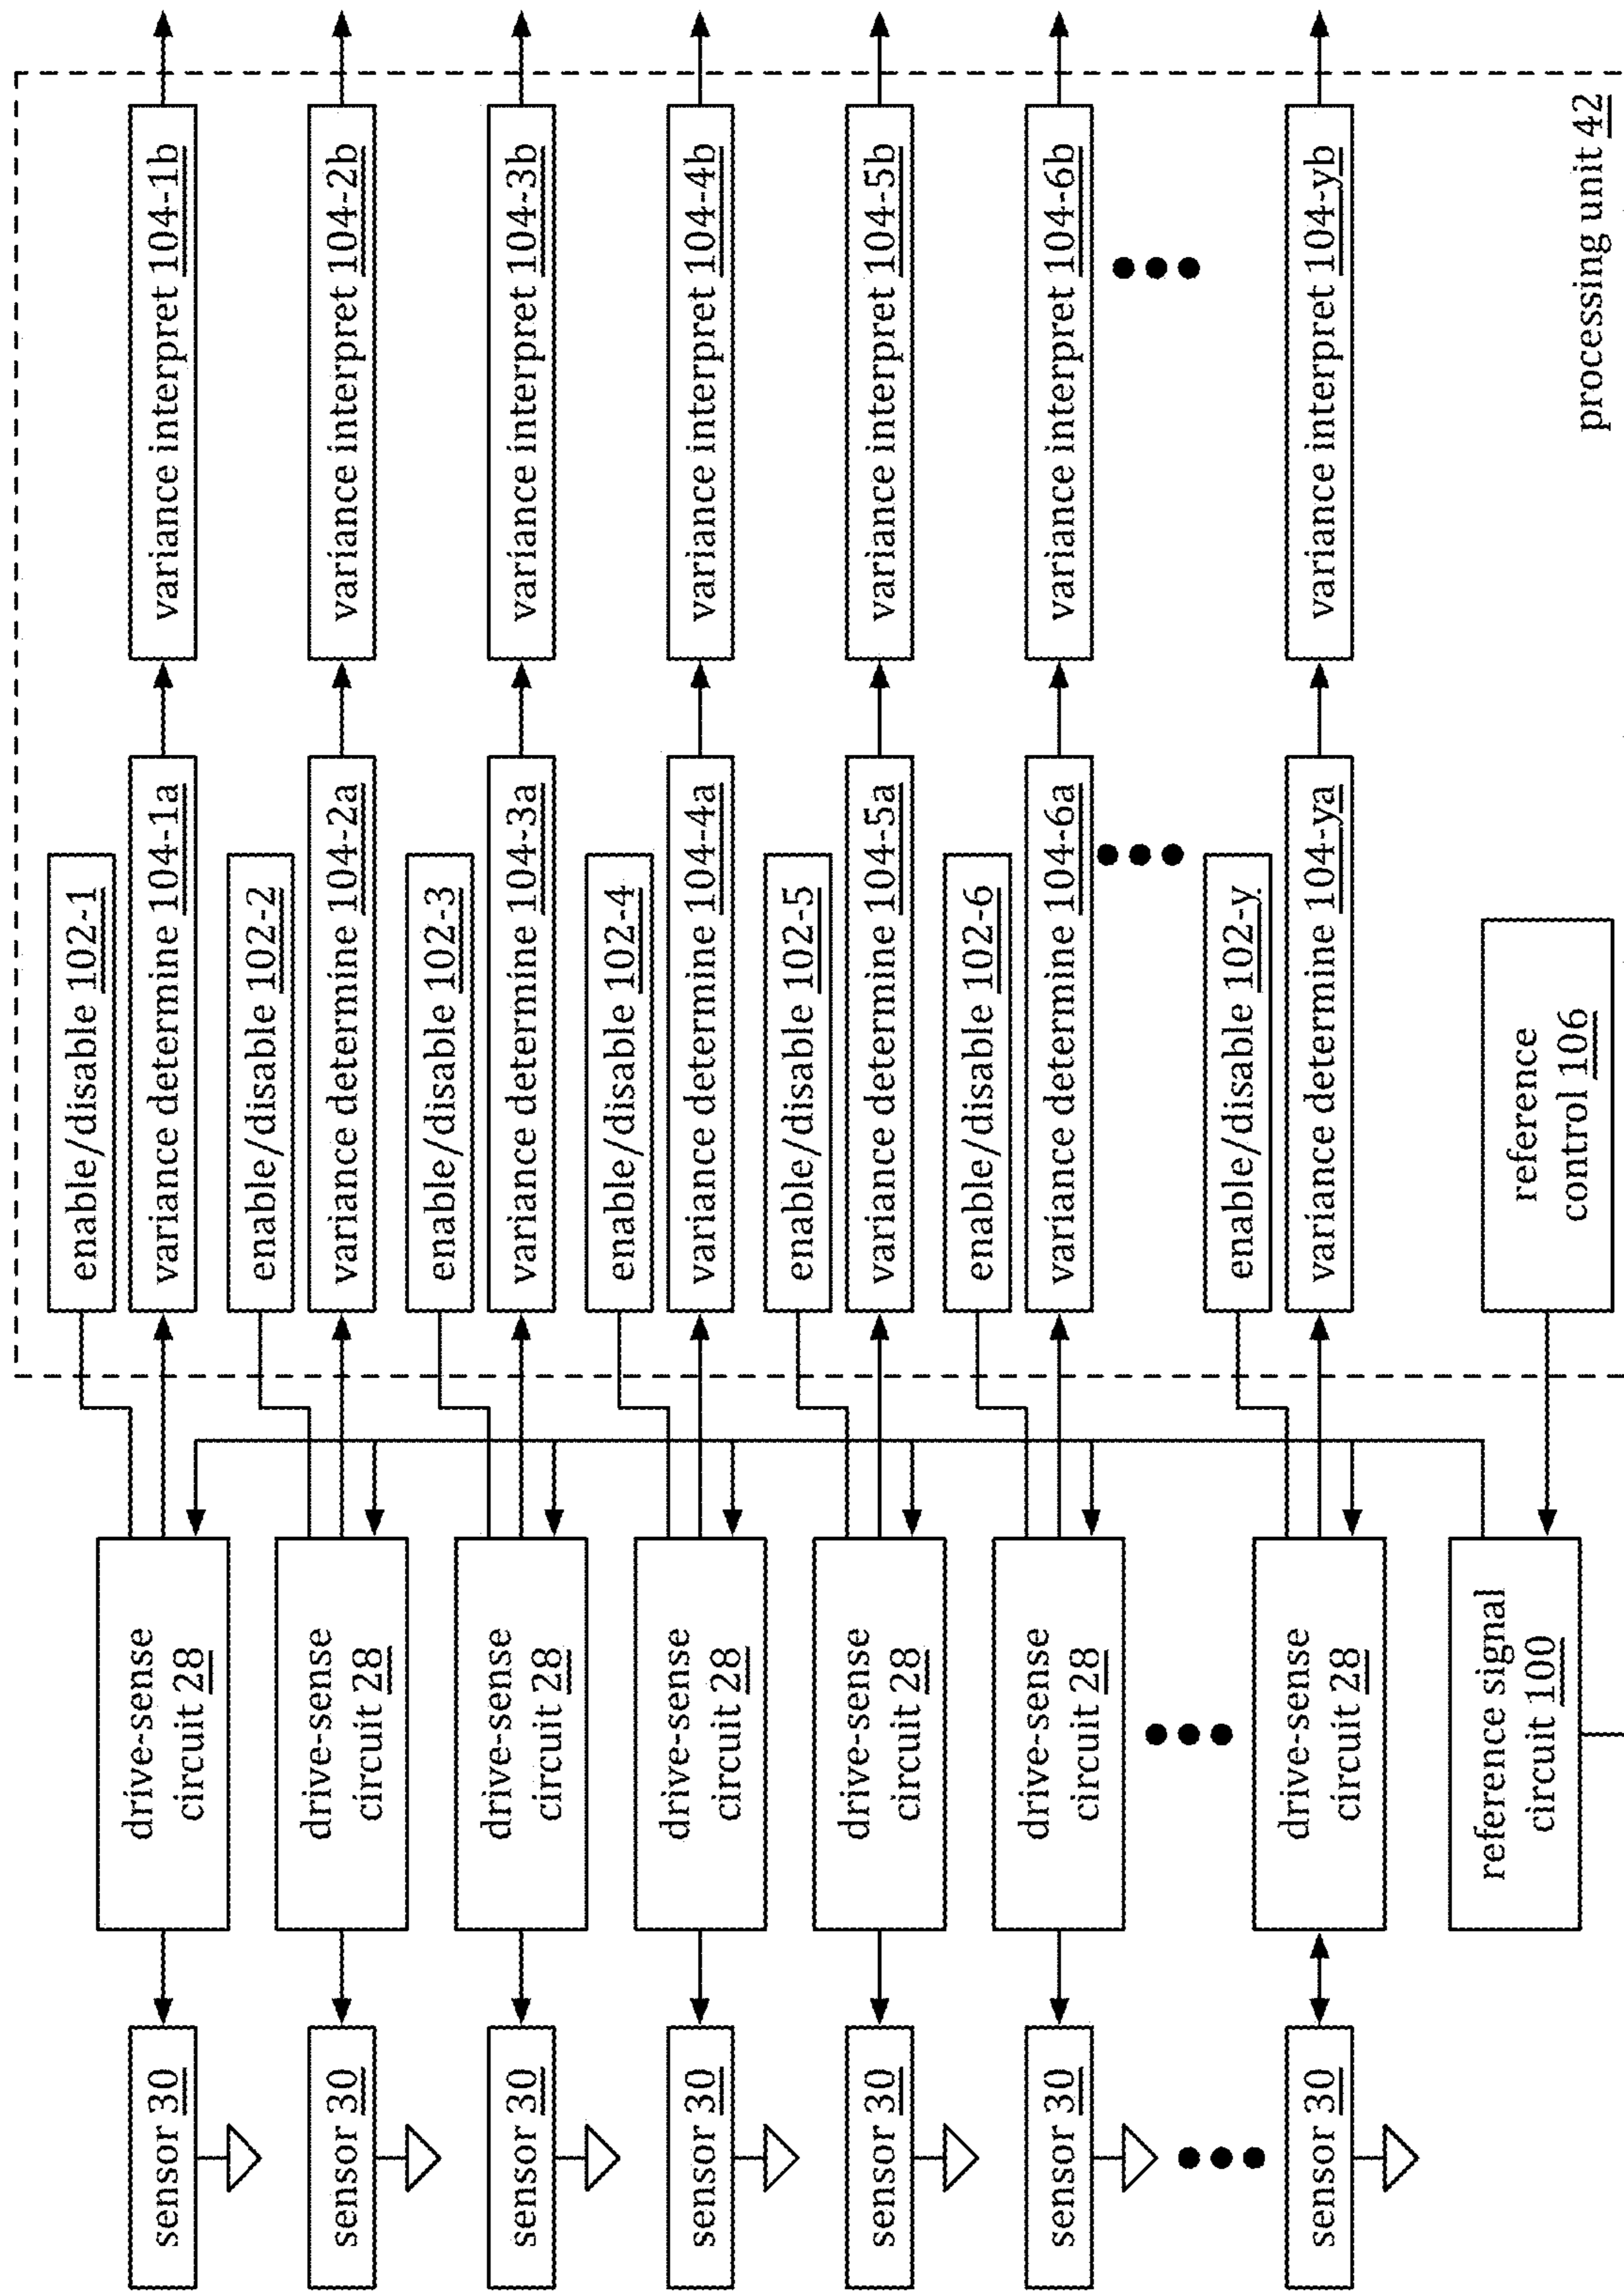 sensor 30
drive-sense
circuit 28
enable/disable 102-1
variance determine 104-1a
variance interpret 104-1b
sensor 30
drive-sense
circuit 28
enable/disable 102-2
variance determine 104-2a
variance interpret 104-2b
sensor 30
drive-sense
circuit 28
enable/disable 102-3
variance determine 104-3a
variance interpret 104-3b
sensor 30
drive-sense
circuit 28
enable/disable 102-4
variance determine 104-4a
variance interpret 104-4b
sensor 30
drive-sense
circuit 28
enable/disable 102-5
variance determine 104-5a
variance interpret 104-5b
sensor 30
drive-sense
circuit 28
enable/disable 102-6
variance determine 104-6a
variance interpret 104-6b
sensor 30
drive-sense
circuit 28
enable/disable 102-y
variance determine 104-ya
variance interpret 104-yb
reference signal
circuit 100
reference
control 106
processing unit 42